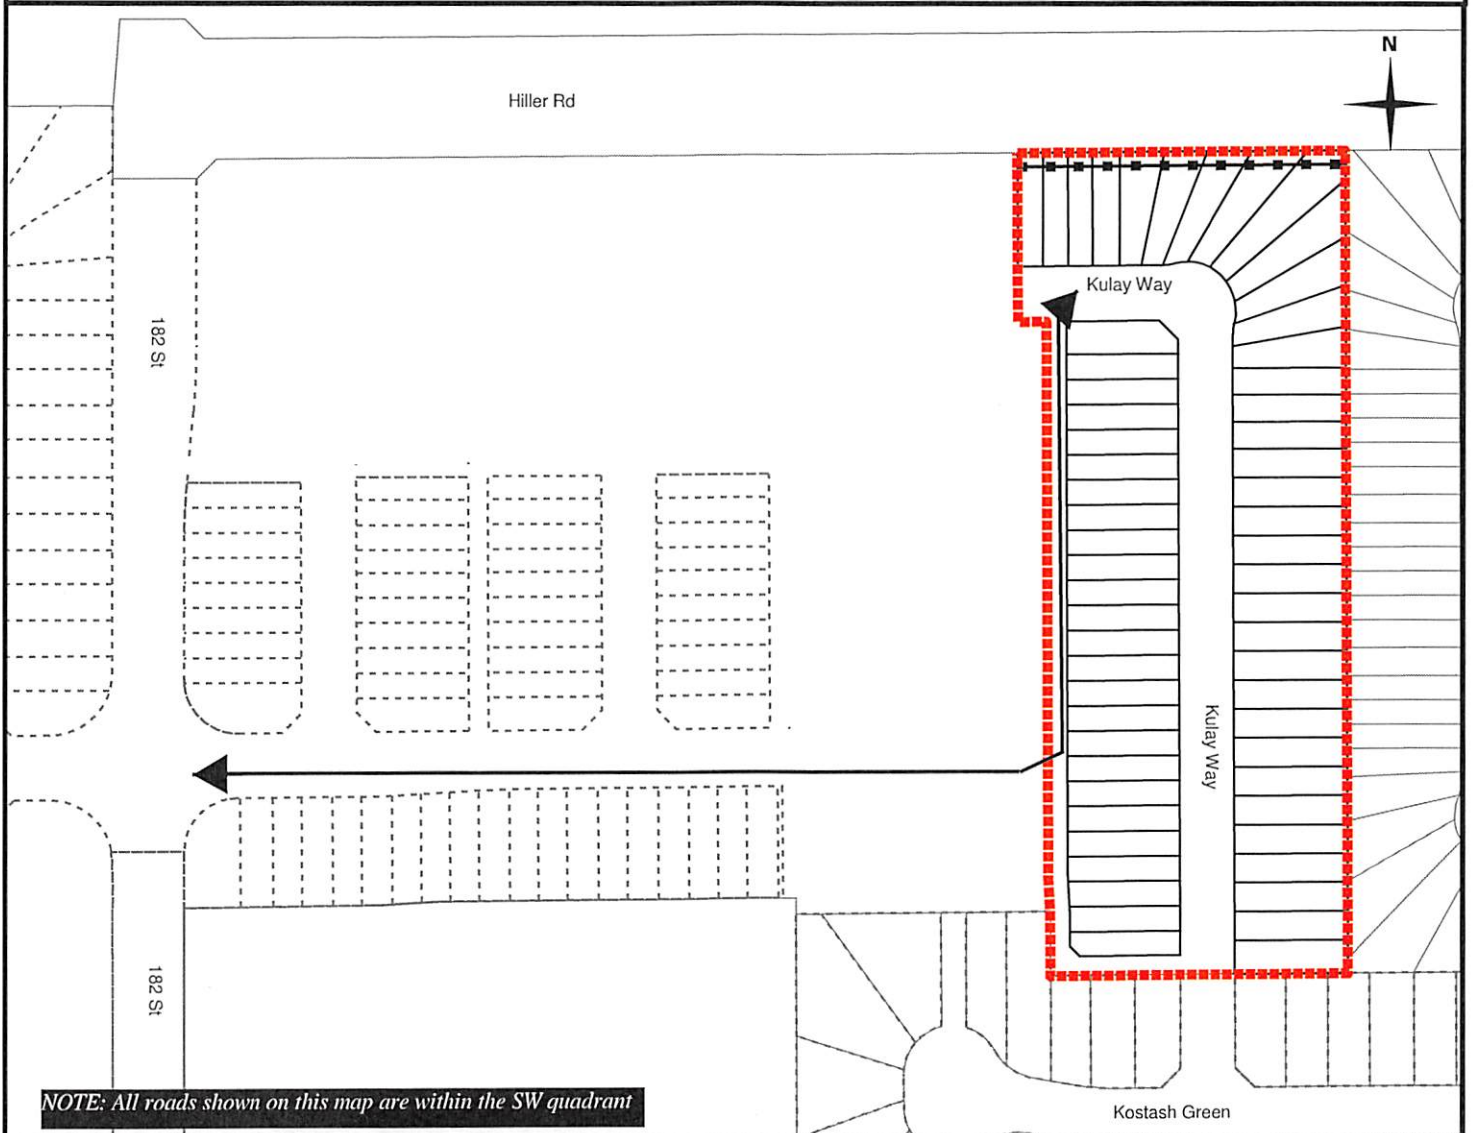 N
Hiller Rd
Kulay Way
182 St
Kulay Way
182 St
NOTE: All roads shown on this map are within the SW quadrant
Kostash Green